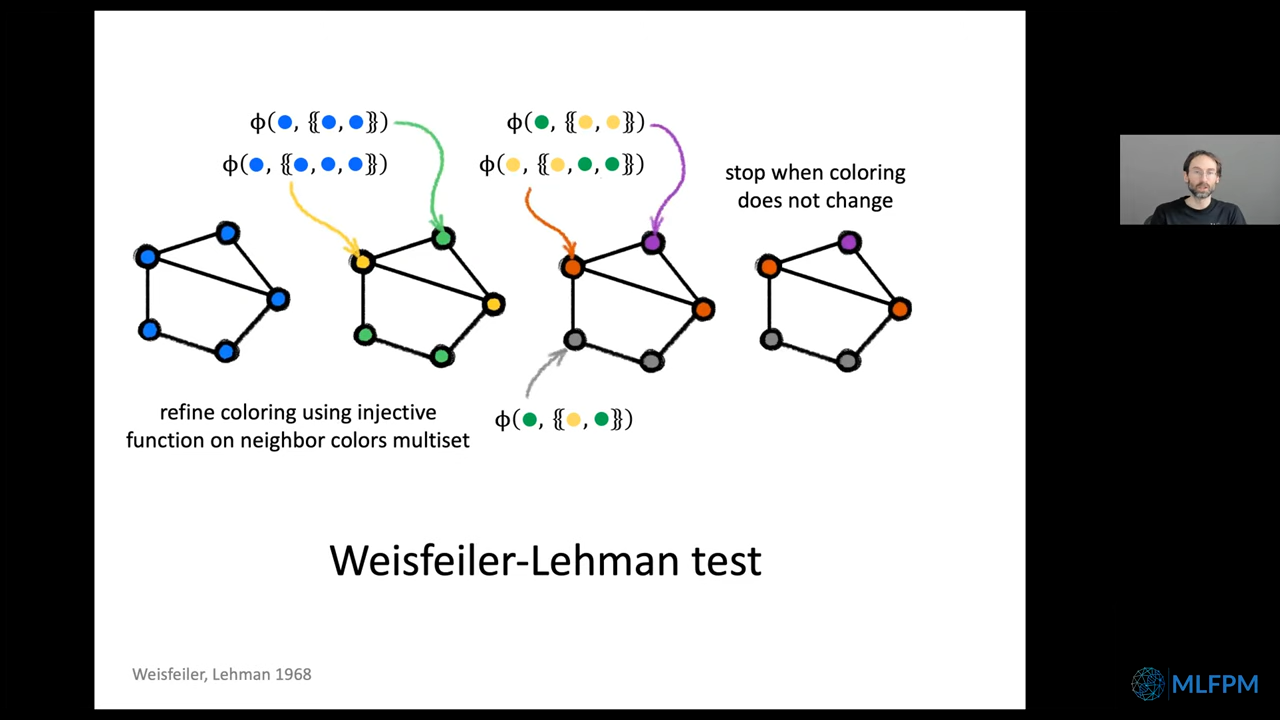 ϕ(●, {{●, ●}})
ϕ(●, {{●, ●, ●}})
ϕ(●, {{●, ●}})
ϕ(●, {{●, ●, ●}})
stop when coloring
does not change
ϕ(●, {{●, ●}})
refine coloring using injective
function on neighbor colors multiset
Weisfeiler-Lehman test
Weisfeiler, Lehman 1968
MLFPM